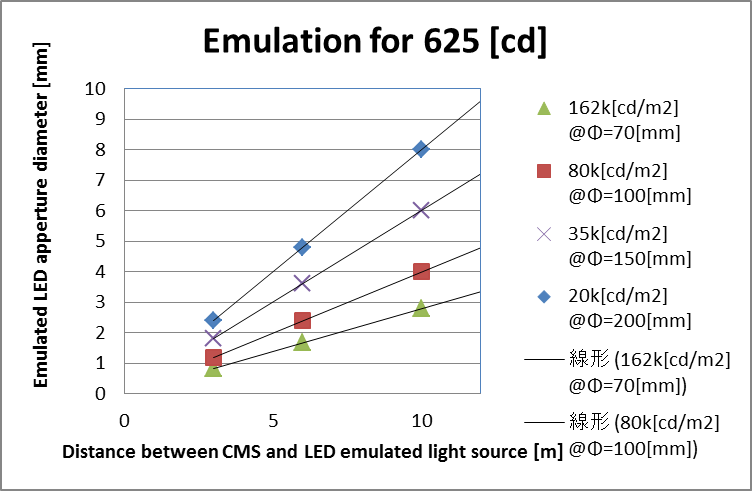 Emulation for 625 [cd]
Emulated LED apperture diameter [mm]
10
9
8
7
6
5
4
3
2
1
0
0 5 10
Distance between CMS and LED emulated light source [m]
162k[cd/m2]
@Φ=70[mm]
80k[cd/m2]
@Φ=100[mm]
35k[cd/m2]
@Φ=150[mm]
20k[cd/m2]
@Φ=200[mm]
線形 (162k[cd/m2]
@Φ=70[mm])
線形 (80k[cd/m2]
@Φ=100[mm])